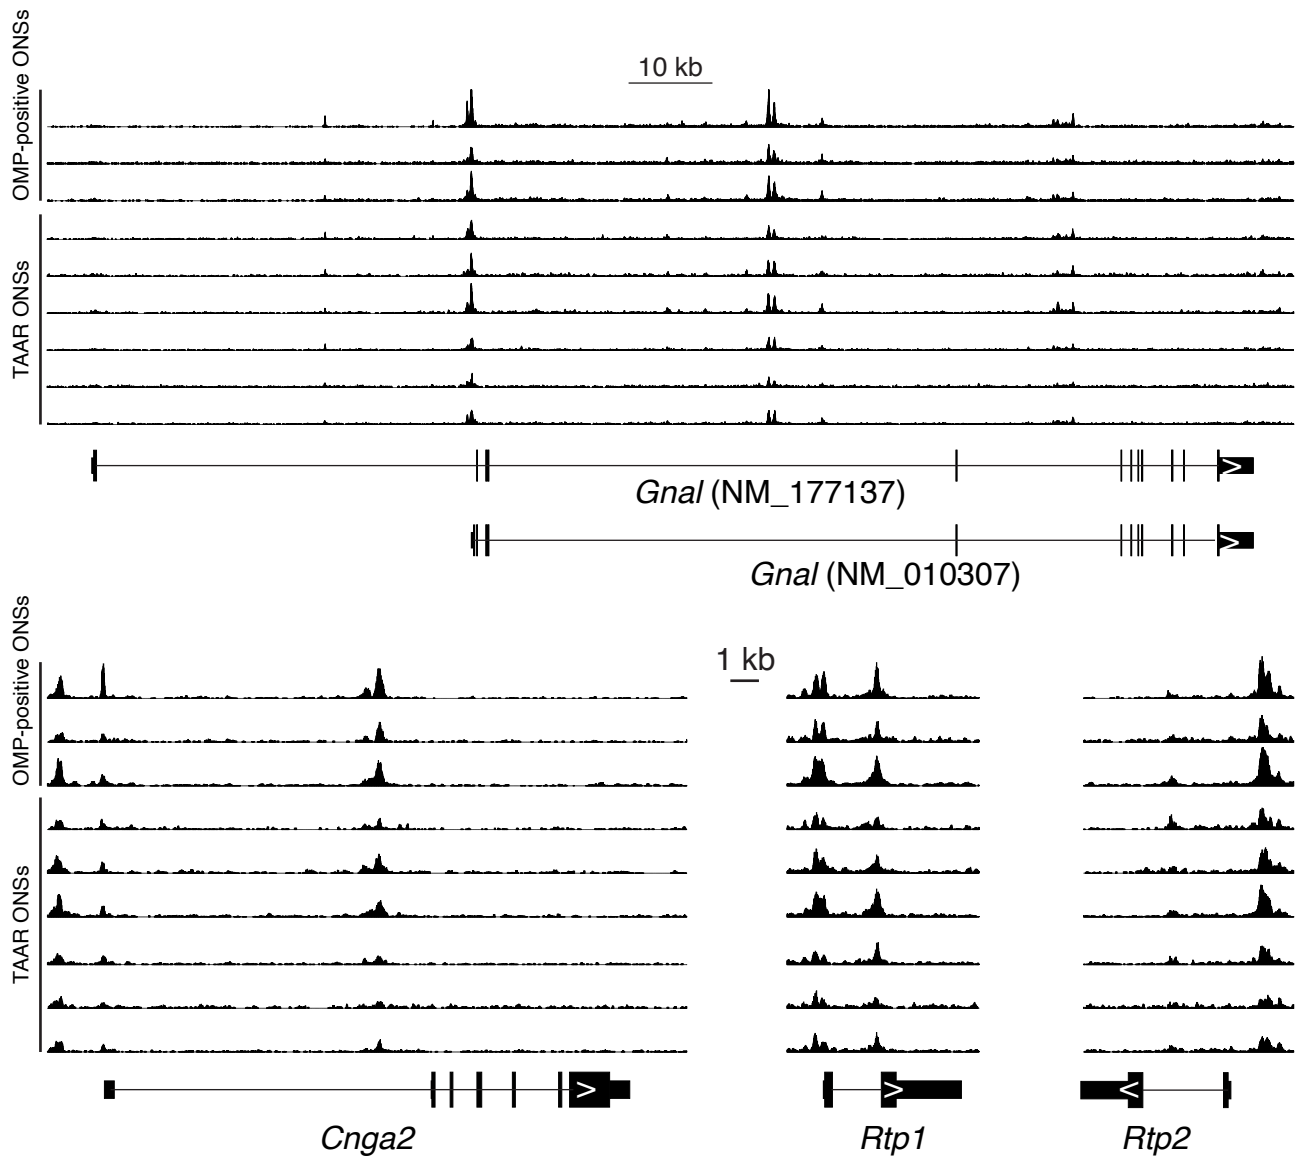 10 kb
OMP-positive ONSs
TAAR ONSs
Gnal (NM_177137)
Gnal (NM_010307)
1 kb
OMP-positive ONSs
TAAR ONSs
Cnga2
Rtp1
Rtp2